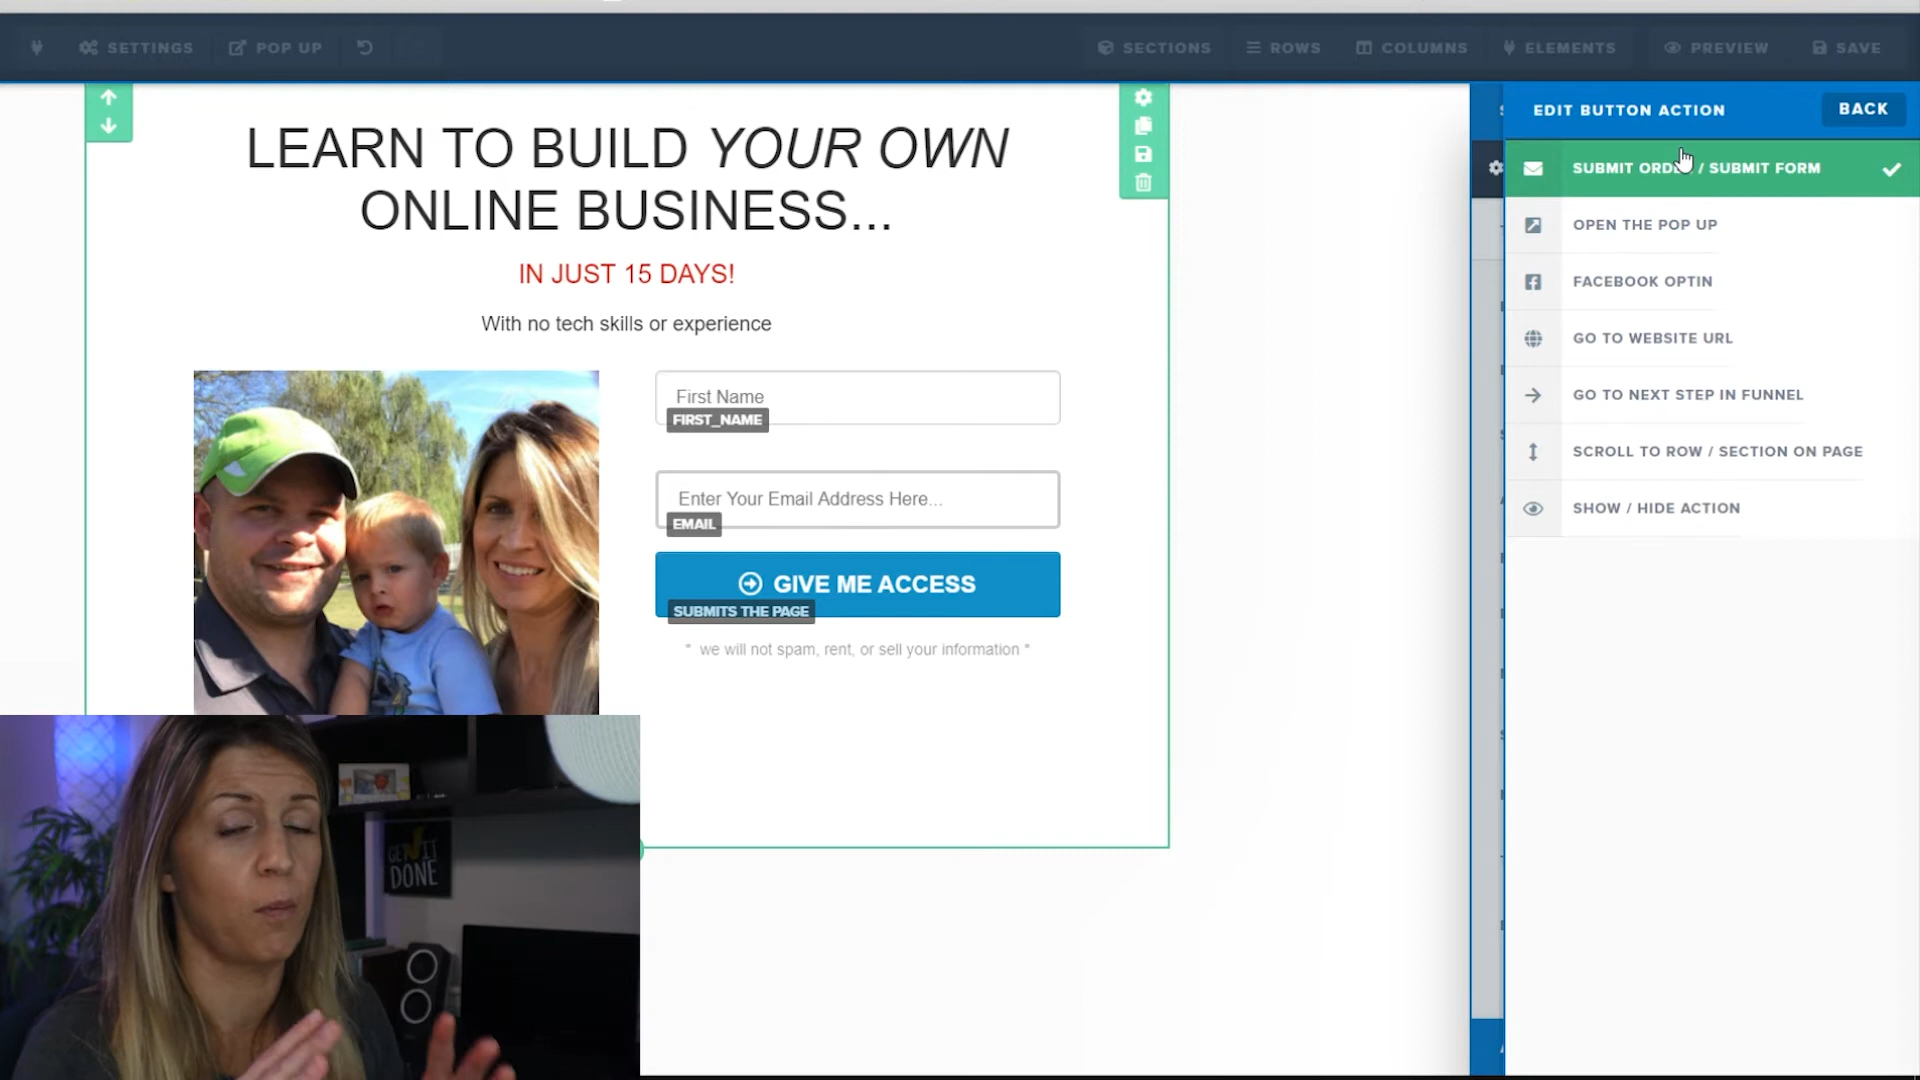 SETTINGS
POP UP
SECTIONS
ROWS
COLUMNS
ELEMENTS
PREVIEW
SAVE
LEARN TO BUILD YOUR OWN
ONLINE BUSINESS...
IN JUST 15 DAYS!
With no tech skills or experience
First Name
FIRST_NAME
Enter Your Email Address Here...
EMAIL
GIVE ME ACCESS
SUBMITS THE PAGE
* we will not spam, rent, or sell your information *
EDIT BUTTON ACTION
BACK
SUBMIT / SUBMIT FORM
OPEN THE POP UP
FACEBOOK OPTIN
GO TO WEBSITE URL
GO TO NEXT STEP IN FUNNEL
SCROLL TO ROW / SECTION ON PAGE
SHOW / HIDE ACTION
GET IT
DONE